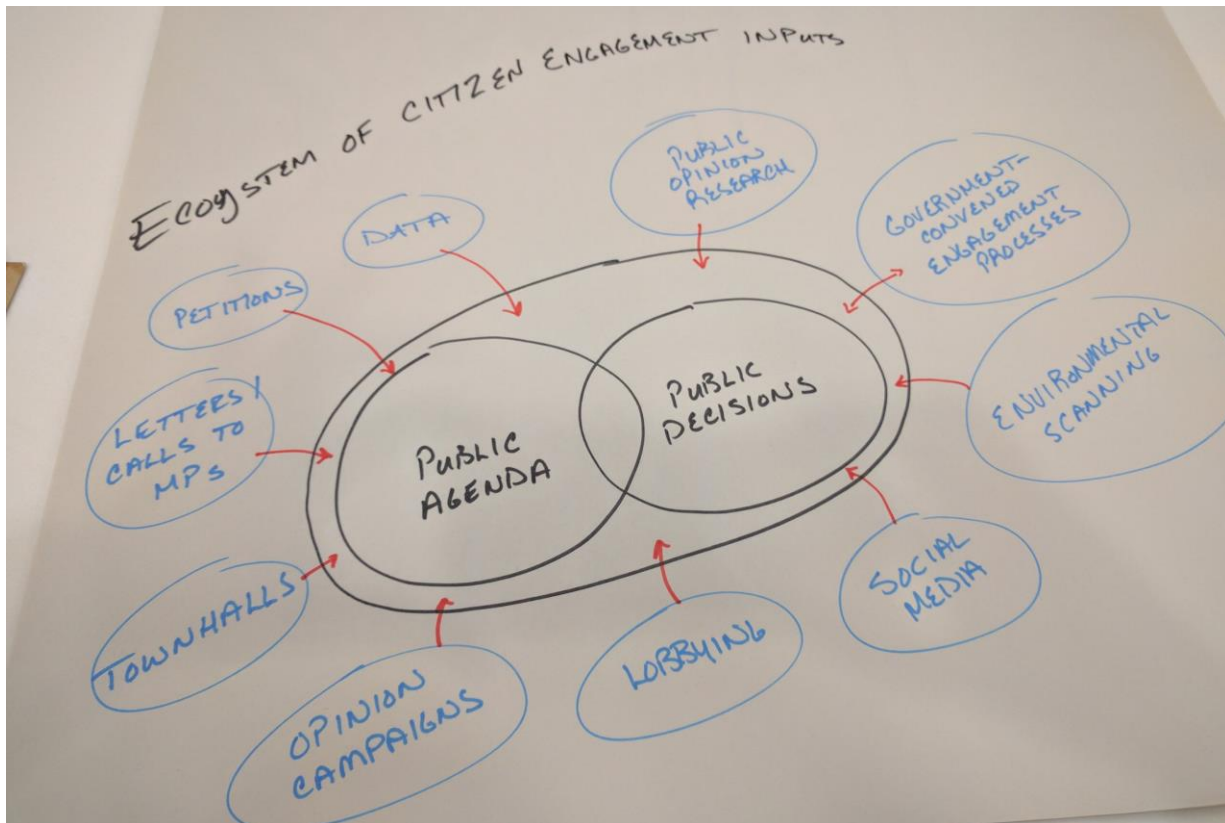 ECOYSTEM OF CITIZEN ENGAGEMENT INPUTS
DATA
PUBLIC
OPINION
RESEARCH
GOVERNMENT-
CONVENED
ENGAGEMENT
PROCESSES
PETITIONS
ENVIRONMENTAL
SCANNING
LETTERS/
CALLS TO
MPS
PUBLIC
AGENDA
PUBLIC
DECISIONS
TOWNHALLS
OPINION
CAMPAIGNS
LOBBYING
SOCIAL
MEDIA